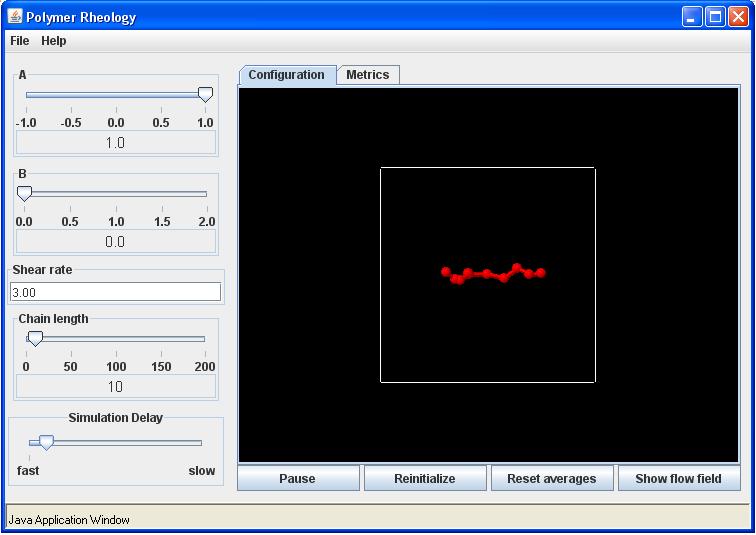 Polymer Rheology
File Help
A
-1.0 -0.5 0.0 0.5 1.0
1.0
B
0.0 0.5 1.0 1.5 2.0
0.0
Shear rate
3.00
Chain length
0 50 100 150 200
10
Simulation Delay
fast slow
Configuration Metrics
Pause Reinitialize Reset averages Show flow field
Java Application Window